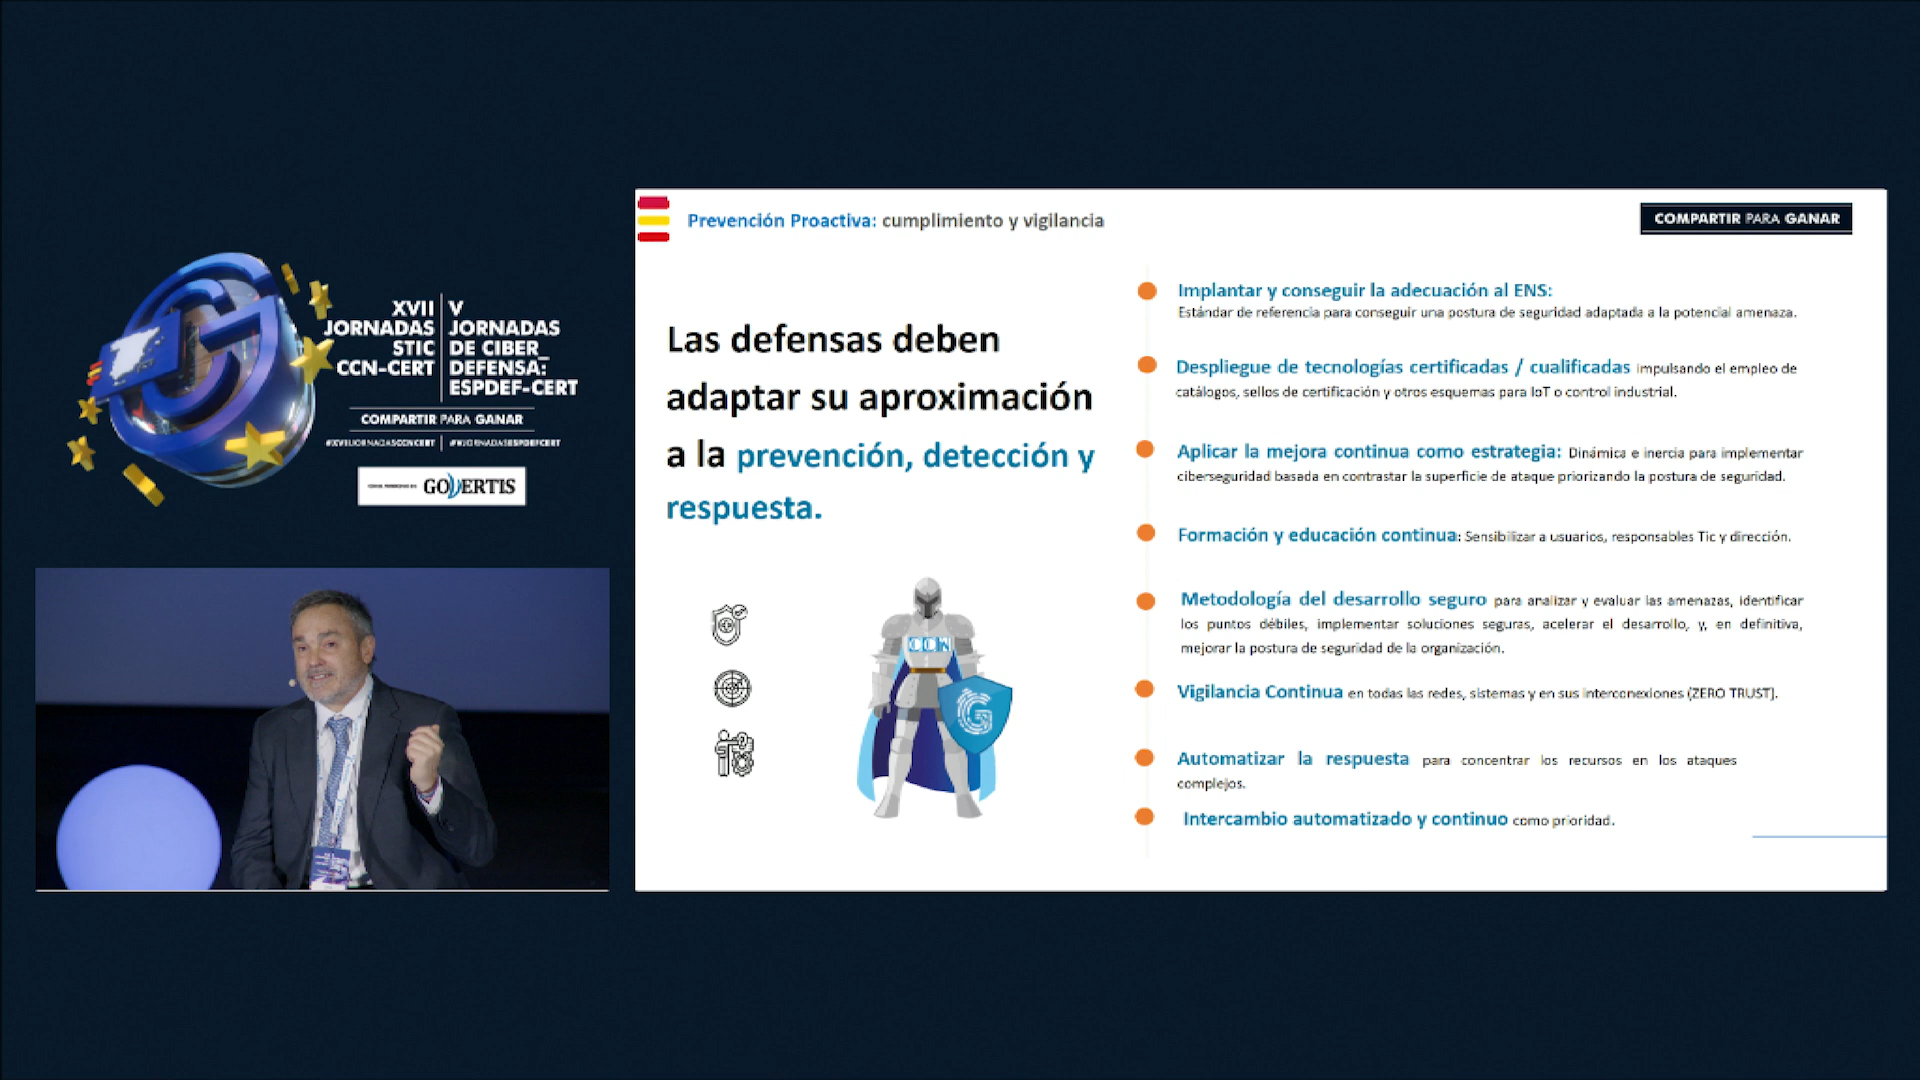 XVII
JORNADAS
STIC
CCN-CERT
V
JORNADAS
DE CIBER_
DEFENSA:
ESPDEF-CERT
COMPARTIR PARA GANAR
#XVIIJORNADASCCNCERT | #VJORNADASESPDEFCERT
GOVERTIS
Prevención Proactiva: cumplimiento y vigilancia
COMPARTIR PARA GANAR
Las defensas deben
adaptar su aproximación
a la prevención, detección y
respuesta.
CCN
Implantar y conseguir la adecuación al ENS:
Estándar de referencia para conseguir una postura de seguridad adaptada a la potencial amenaza.
Despliegue de tecnologías certificadas / cualificadas impulsando el empleo de
catálogos, sellos de certificación y otros esquemas para IoT o control industrial.
Aplicar la mejora continua como estrategia: Dinámica e inercia para implementar
ciberseguridad basada en contrastar la superficie de ataque priorizando la postura de seguridad.
Formación y educación continua: Sensibilizar a usuarios, responsables Tic y dirección.
Metodología del desarrollo seguro para analizar y evaluar las amenazas, identificar
los puntos débiles, implementar soluciones seguras, acelerar el desarrollo, y, en definitiva,
mejorar la postura de seguridad de la organización.
Vigilancia Continua en todas las redes, sistemas y en sus interconexiones (ZERO TRUST).
Automatizar la respuesta para concentrar los recursos en los ataques
complejos.
Intercambio automatizado y continuo como prioridad.